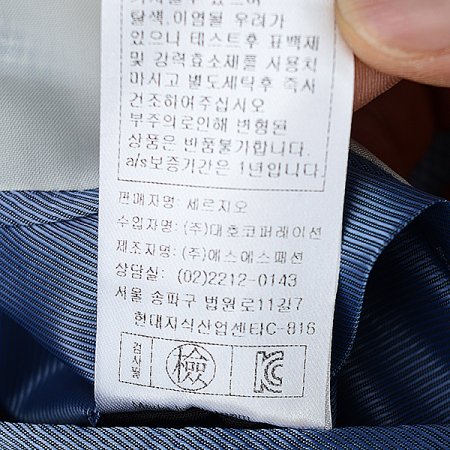 탈색,이염될 우려가
있으니 테스트후 표백제
및 강력효소제품 사용치
마시고 별도세탁후 즉시
건조하여주십시오
부주의로인해 변형된
상품은 반품불가합니다.
a/s보증기간은 1년입니다
판매자명: 세르지오
수입자명: (주)대호코퍼레이션
제조자명: (주)에스에스패션
상담실: (02)2212-0143
서울 송파구 법원로11길7
현대지식산업센타C-816
검사필 檢 KC